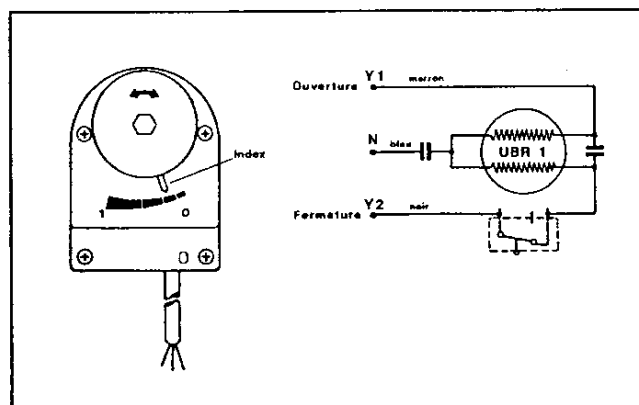 Index
1 0
Ouverture Y1 marron
N bleu
UBR 1
Fermeture Y2 noir